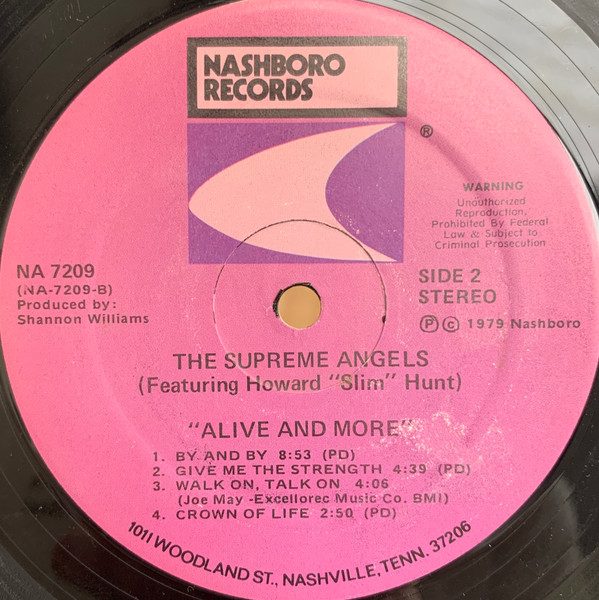 NASHBORO
RECORDS
®
WARNING
Unauthorized
Reproduction,
Prohibited By Federal
Law & Subject to
Criminal Prosecution
NA 7209
(NA-7209-B)
Produced by:
Shannon Williams
SIDE 2
STEREO
Ⓟ © 1979 Nashboro
THE SUPREME ANGELS
(Featuring Howard "Slim" Hunt)
"ALIVE AND MORE"
1. BY AND BY 8:53 (PD)
2. GIVE ME THE STRENGTH 4:39 (PD)
3. WALK ON, TALK ON 4:06
(Joe May -Excellorec Music Co. BMI)
4. CROWN OF LIFE 2:50 (PD)
1011 WOODLAND ST., NASHVILLE, TENN. 37206